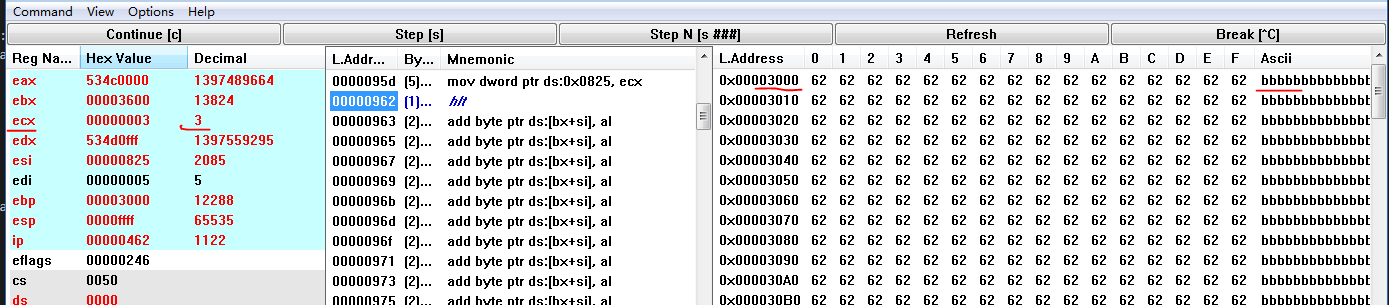 Command View Options Help
Continue [c] Step [s] Step N [s ###] Refresh Break [^C]
Reg Na... Hex Value Decimal L.Addr... By... Mnemonic L.Address 0 1 2 3 4 5 6 7 8 9 A B C D E F Ascii
eax 534c0000 1397489664 0000095d (5)... mov dword ptr ds:0x0825, ecx 0x00003000 62 62 62 62 62 62 62 62 62 62 62 62 62 62 62 62 bbbbbbbbbbbbbb
ebx 00003600 13824 00000962 (1)... hlt 0x00003010 62 62 62 62 62 62 62 62 62 62 62 62 62 62 62 62 bbbbbbbbbbbbbb
ecx 00000003 3 00000963 (2)... add byte ptr ds:[bx+si], al 0x00003020 62 62 62 62 62 62 62 62 62 62 62 62 62 62 62 62 bbbbbbbbbbbbbb
edx 534d0fff 1397559295 00000965 (2)... add byte ptr ds:[bx+si], al 0x00003030 62 62 62 62 62 62 62 62 62 62 62 62 62 62 62 62 bbbbbbbbbbbbbb
esi 00000825 2085 00000967 (2)... add byte ptr ds:[bx+si], al 0x00003040 62 62 62 62 62 62 62 62 62 62 62 62 62 62 62 62 bbbbbbbbbbbbbb
edi 00000005 5 00000969 (2)... add byte ptr ds:[bx+si], al 0x00003050 62 62 62 62 62 62 62 62 62 62 62 62 62 62 62 62 bbbbbbbbbbbbbb
ebp 00003000 12288 0000096b (2)... add byte ptr ds:[bx+si], al 0x00003060 62 62 62 62 62 62 62 62 62 62 62 62 62 62 62 62 bbbbbbbbbbbbbb
esp 0000ffff 65535 0000096d (2)... add byte ptr ds:[bx+si], al 0x00003070 62 62 62 62 62 62 62 62 62 62 62 62 62 62 62 62 bbbbbbbbbbbbbb
ip 00000462 1122 0000096f (2)... add byte ptr ds:[bx+si], al 0x00003080 62 62 62 62 62 62 62 62 62 62 62 62 62 62 62 62 bbbbbbbbbbbbbb
eflags 00000246 00000971 (2)... add byte ptr ds:[bx+si], al 0x00003090 62 62 62 62 62 62 62 62 62 62 62 62 62 62 62 62 bbbbbbbbbbbbbb
cs 0050 00000973 (2)... add byte ptr ds:[bx+si], al 0x000030A0 62 62 62 62 62 62 62 62 62 62 62 62 62 62 62 62 bbbbbbbbbbbbbb
ds 0000 00000975 (2)... add byte ptr ds:[bx+si], al 0x000030B0 62 62 62 62 62 62 62 62 62 62 62 62 62 62 62 62 bbbbbbbbbbbbbb